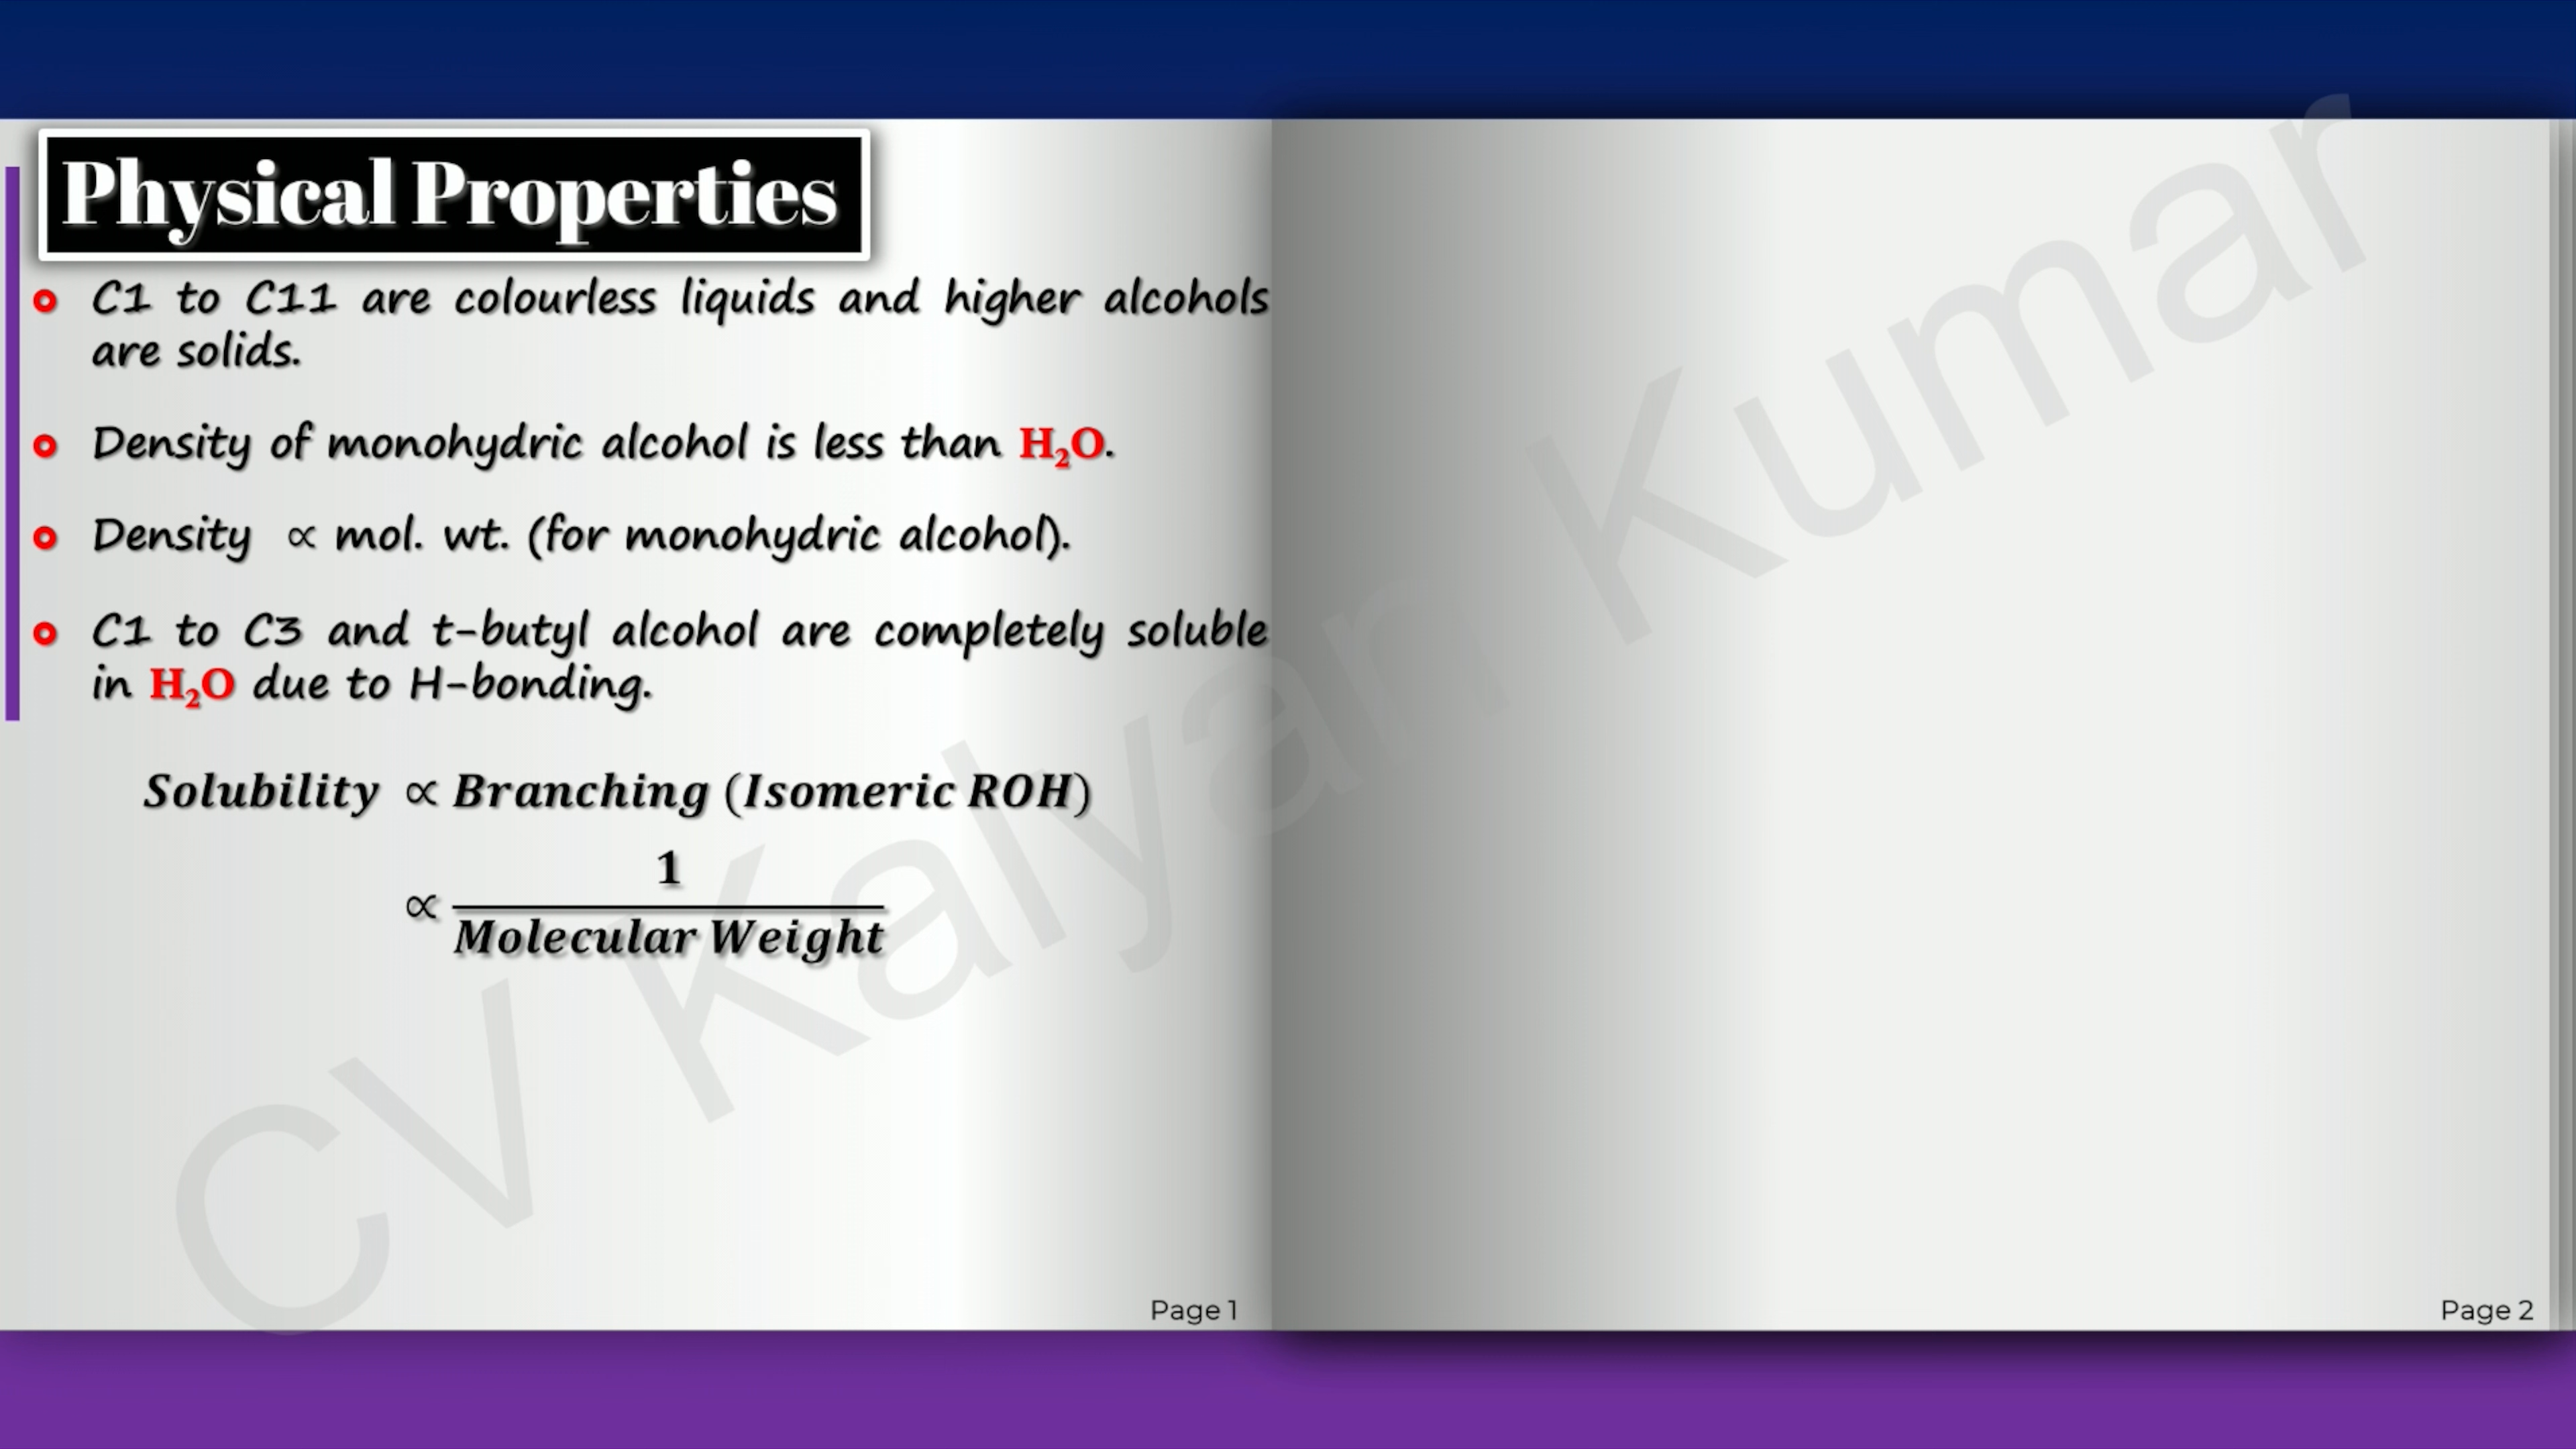 Physical Properties
C1 to C11 are colourless liquids and higher alcohols
are solids.
Density of monohydric alcohol is less than H₂O.
Density ∝ mol. wt. (for monohydric alcohol).
C1 to C3 and t-butyl alcohol are completely soluble
in H₂O due to H-bonding.
Solubility ∝ Branching (Isomeric ROH)
∝ 1
Molecular Weight
CV Kalyan Kumar
Page 1
Page 2